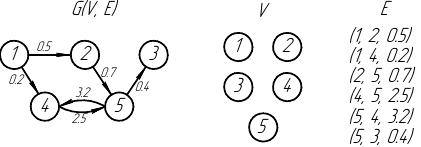 G(V, E)
V
E
1
0.5
2
3
0.2
0.7
0.4
4
3.2
2.5
5
1
2
3
4
5
(1, 2, 0.5)
(1, 4, 0.2)
(2, 5, 0.7)
(4, 5, 2.5)
(5, 4, 3.2)
(5, 3, 0.4)